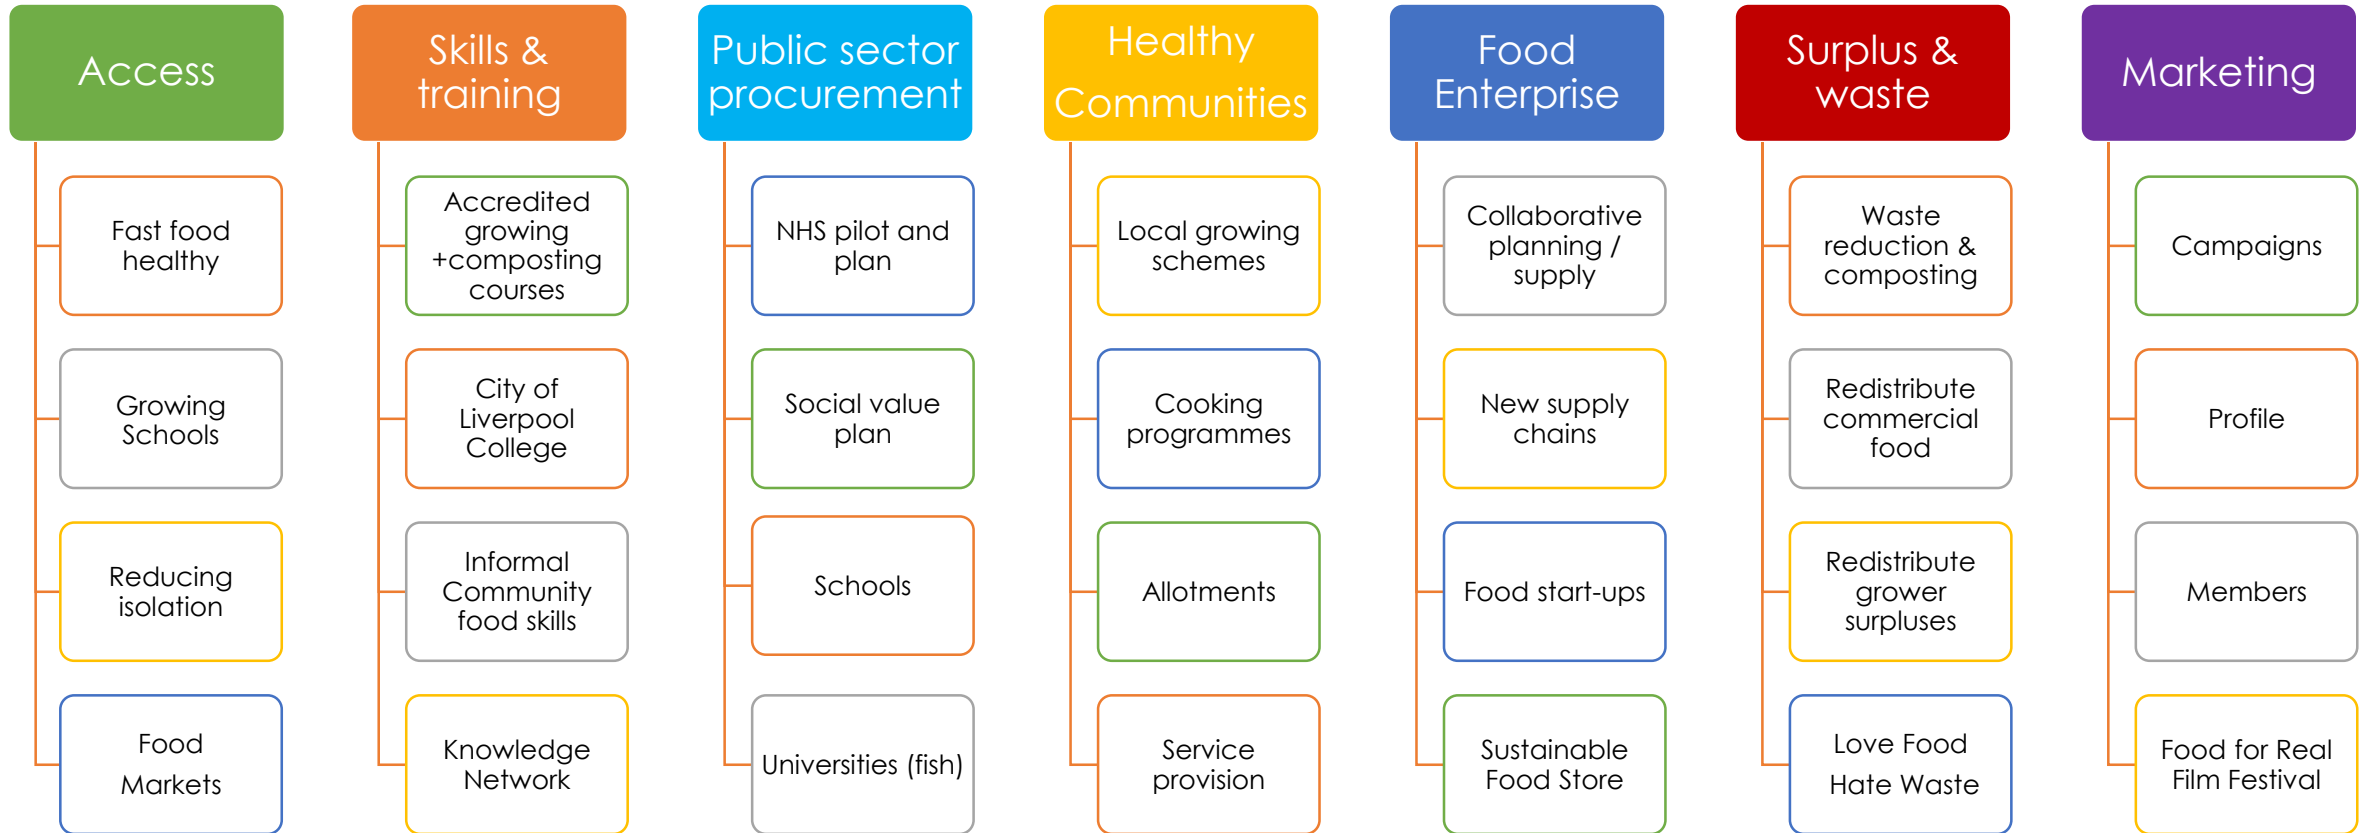 Access
Fast food
healthy
Growing
Schools
Reducing
isolation
Food
Markets
Skills &
training
Accredited
growing
+composting
courses
City of
Liverpool
College
Informal
Community
food skills
Knowledge
Network
Public sector
procurement
NHS pilot and
plan
Social value
plan
Schools
Universities (fish)
Healthy
Communities
Local growing
schemes
Cooking
programmes
Allotments
Service
provision
Food
Enterprise
Collaborative
planning /
supply
New supply
chains
Food start-ups
Sustainable
Food Store
Surplus &
waste
Waste
reduction &
composting
Redistribute
commercial
food
Redistribute
grower
surpluses
Love Food
Hate Waste
Marketing
Campaigns
Profile
Members
Food for Real
Film Festival